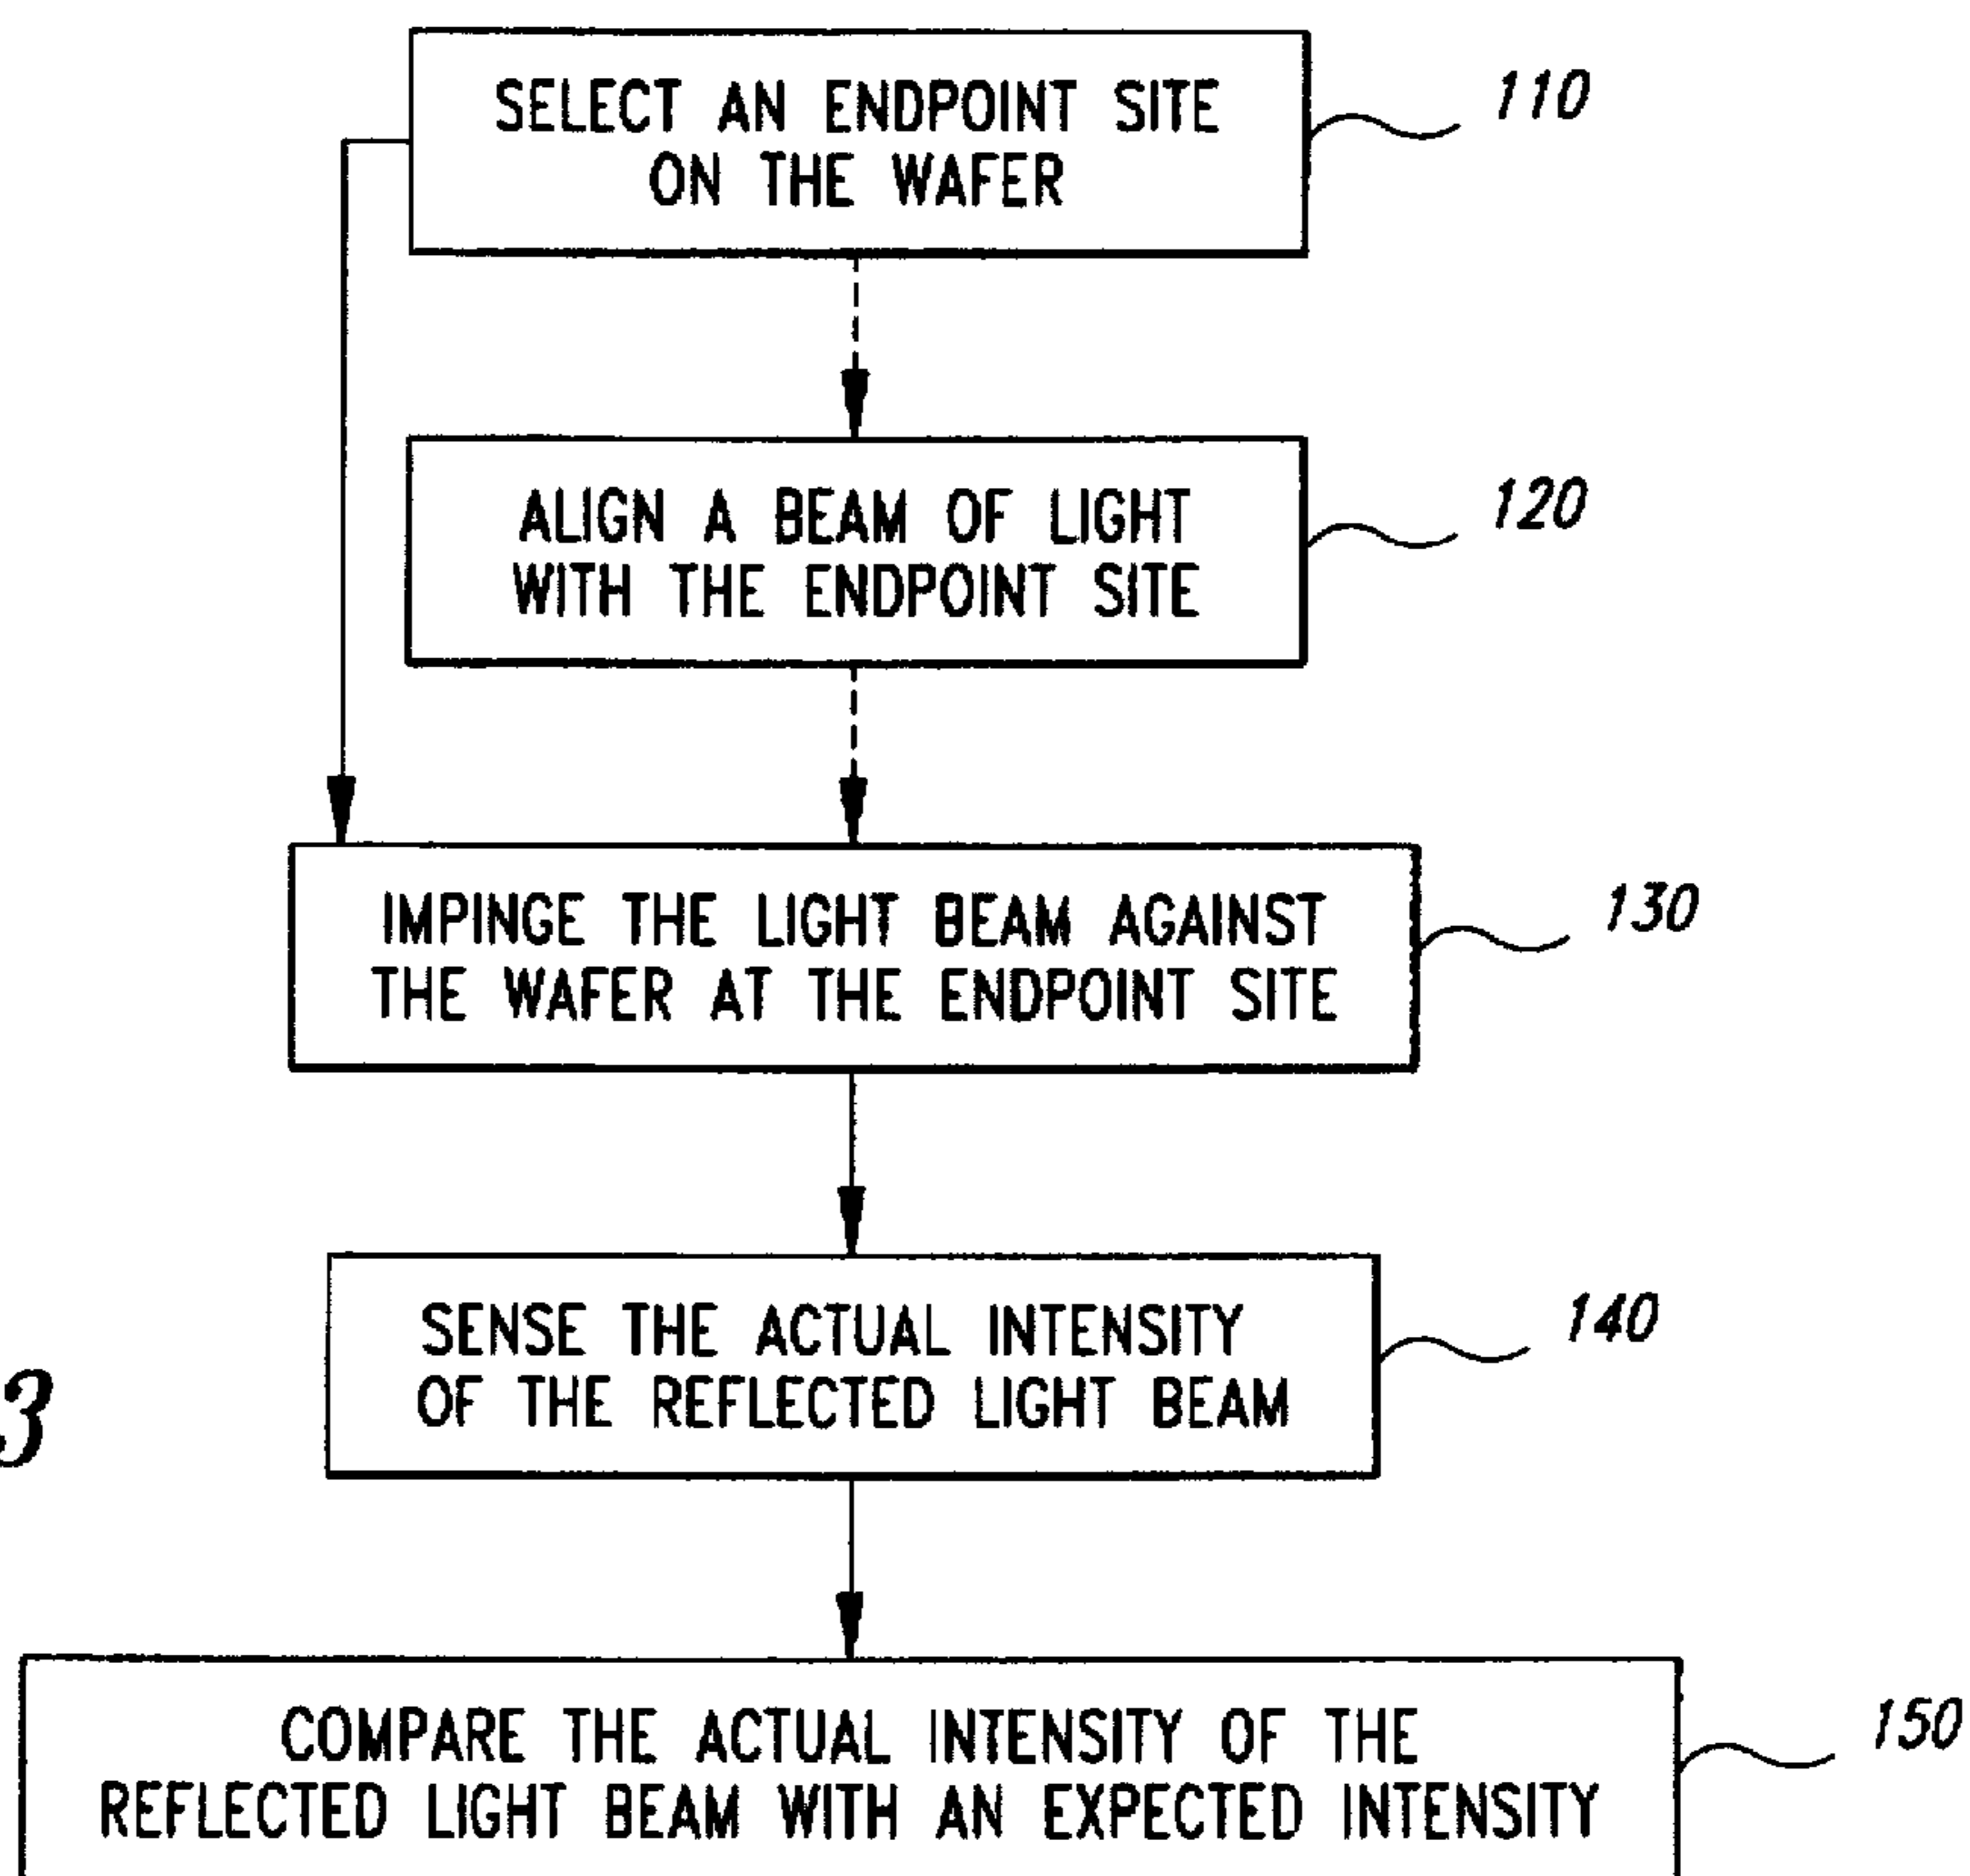 SELECT AN ENDPOINT SITE
ON THE WAFER
110
ALIGN A BEAM OF LIGHT
WITH THE ENDPOINT SITE
120
IMPINGE THE LIGHT BEAM AGAINST
THE WAFER AT THE ENDPOINT SITE
130
SENSE THE ACTUAL INTENSITY
OF THE REFLECTED LIGHT BEAM
140
3
COMPARE THE ACTUAL INTENSITY OF THE
REFLECTED LIGHT BEAM WITH AN EXPECTED INTENSITY
150